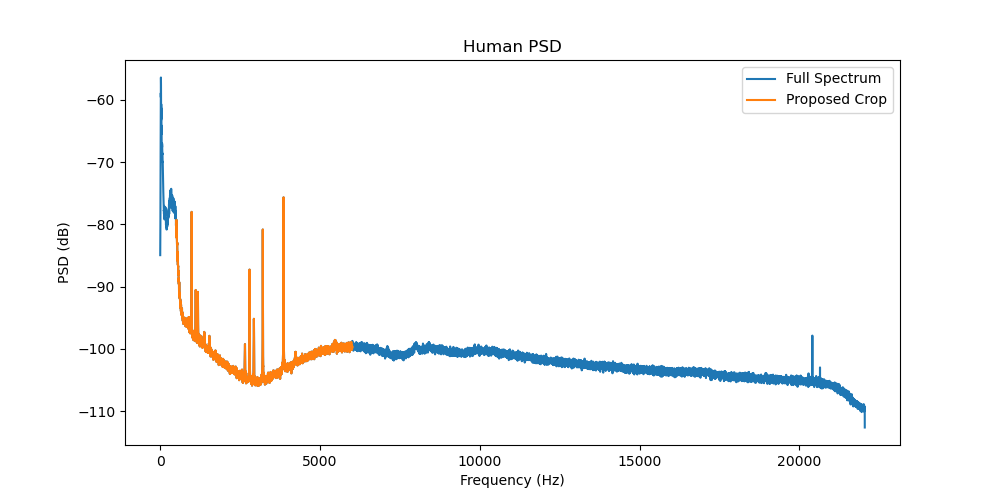 Human PSD
Full Spectrum
Proposed Crop
PSD (dB)
−60
−70
−80
−90
−100
−110
0
5000
10000
15000
20000
Frequency (Hz)